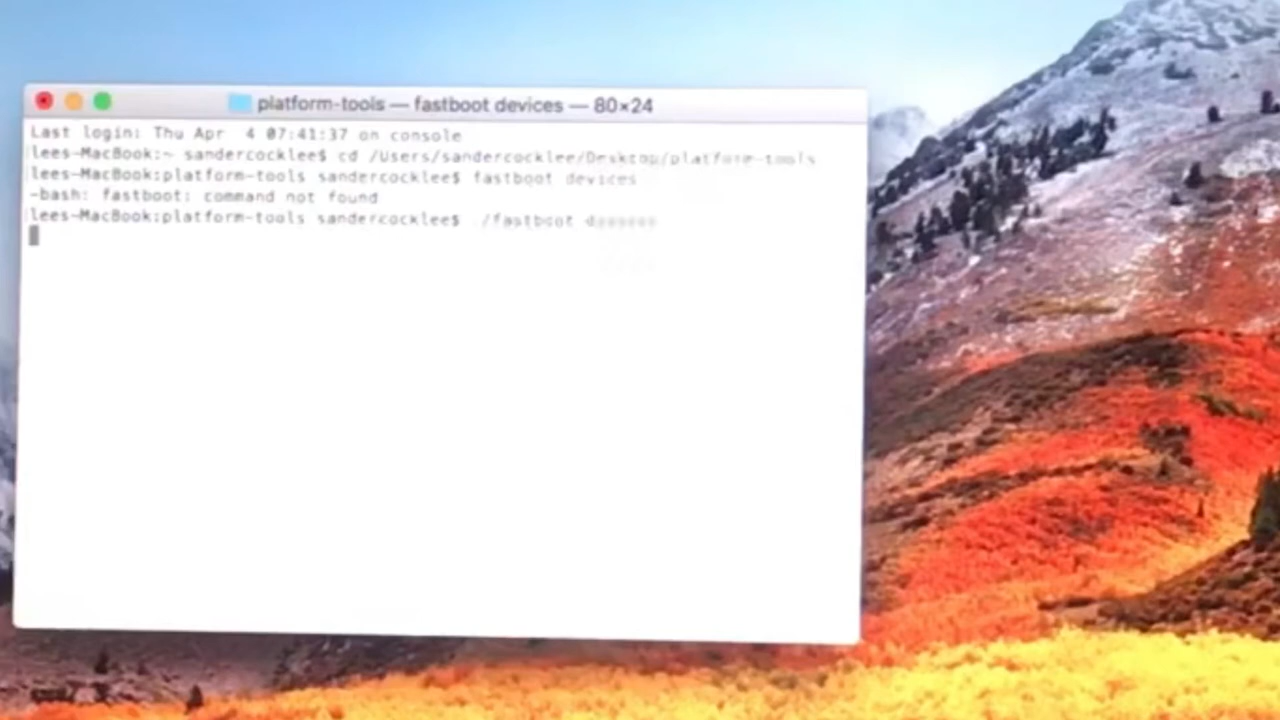 platform-tools — fastboot devices — 80×24
Last login: Thu Apr  4 07:41:37 on console
lees-MacBook:~ sandercocklee$ cd /Users/sandercocklee/Desktop/platform-tools
lees-MacBook:platform-tools sandercocklee$ fastboot devices
-bash: fastboot: command not found
lees-MacBook:platform-tools sandercocklee$ ./fastboot